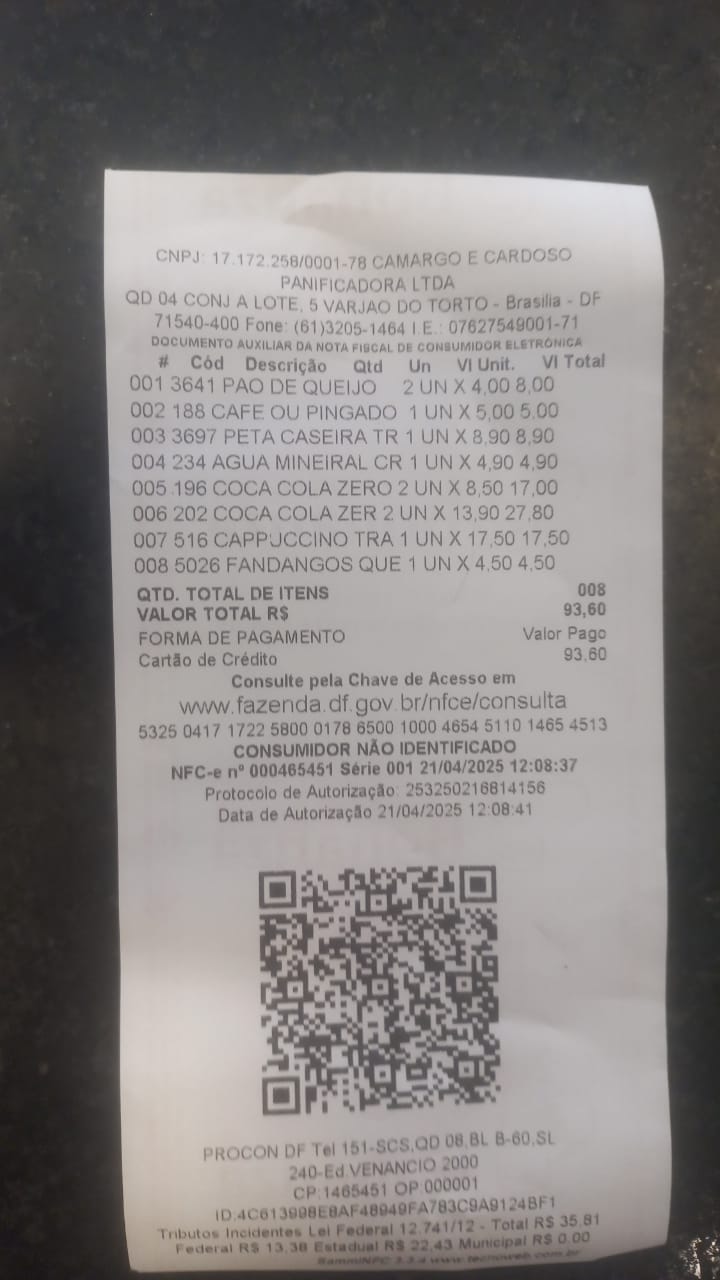 CNPJ: 17.172.258/0001-78 CAMARGO E CARDOSO
PANIFICADORA LTDA
QD 04 CONJ A LOTE, 5 VARJAO DO TORTO - Brasilia - DF
71540-400 Fone: (61)3205-1464 I.E.: 07627549001-71
DOCUMENTO AUXILIAR DA NOTA FISCAL DE CONSUMIDOR ELETRÔNICA
# Cód Descrição Qtd Un Vl Unit. Vl Total
001 3641 PAO DE QUEIJO 2 UN X 4,00 8,00
002 188 CAFE OU PINGADO 1 UN X 5,00 5,00
003 3697 PETA CASEIRA TR 1 UN X 8,90 8,90
004 234 AGUA MINEIRAL CR 1 UN X 4,90 4,90
005 196 COCA COLA ZERO 2 UN X 8,50 17,00
006 202 COCA COLA ZER 2 UN X 13,90 27,80
007 516 CAPPUCCINO TRA 1 UN X 17,50 17,50
008 5026 FANDANGOS QUE 1 UN X 4,50 4,50
QTD. TOTAL DE ITENS 008
VALOR TOTAL R$ 93,60
FORMA DE PAGAMENTO Valor Pago
Cartão de Crédito 93,60
Consulte pela Chave de Acesso em
www.fazenda.df.gov.br/nfce/consulta
5325 0417 1722 5800 0178 6500 1000 4654 5110 1465 4513
CONSUMIDOR NÃO IDENTIFICADO
NFC-e nº 000465451 Série 001 21/04/2025 12:08:37
Protocolo de Autorização: 253250216814156
Data de Autorização 21/04/2025 12:08:41
PROCON DF Tel 151-SCS,QD 08,BL B-60,SL
240-Ed.VENANCIO 2000
CP:1465451 OP:000001
ID:4C613998E8AF48949FA783C9A9124BF1
Tributos Incidentes Lei Federal 12.741/12 - Total R$ 35,81
Federal R$ 13,38 Estadual R$ 22,43 Municipal R$ 0,00
SammiNFC 3.3.4 www.tecnoweb.com.br